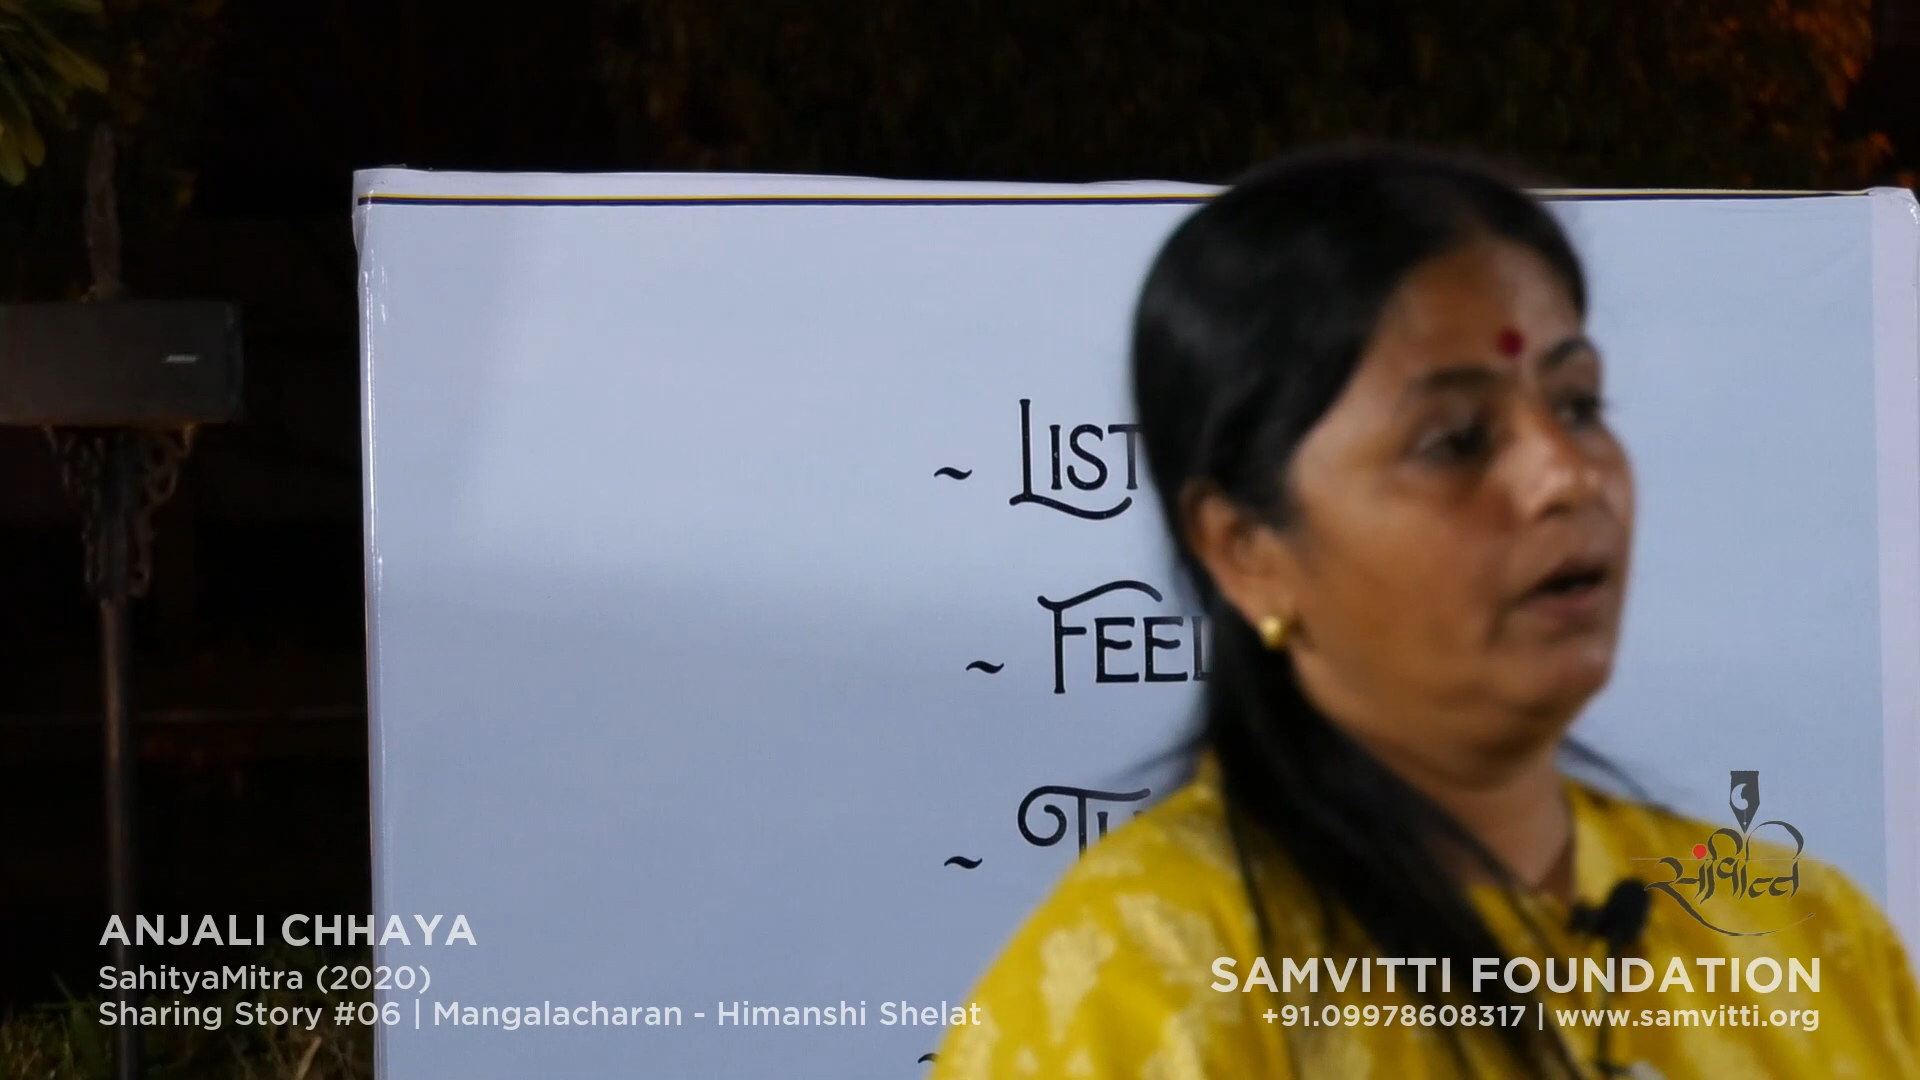 ~ LIST
~ FEEL
~ TH
ANJALI CHHAYA
SahityaMitra (2020)
Sharing Story #06 | Mangalacharan - Himanshi Shelat
संवित्ति
SAMVITTI FOUNDATION
+91.09978608317 | www.samvitti.org